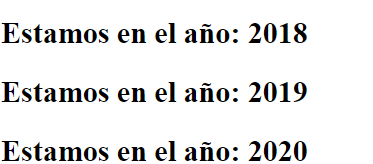 Estamos en el año: 2018
Estamos en el año: 2019
Estamos en el año: 2020